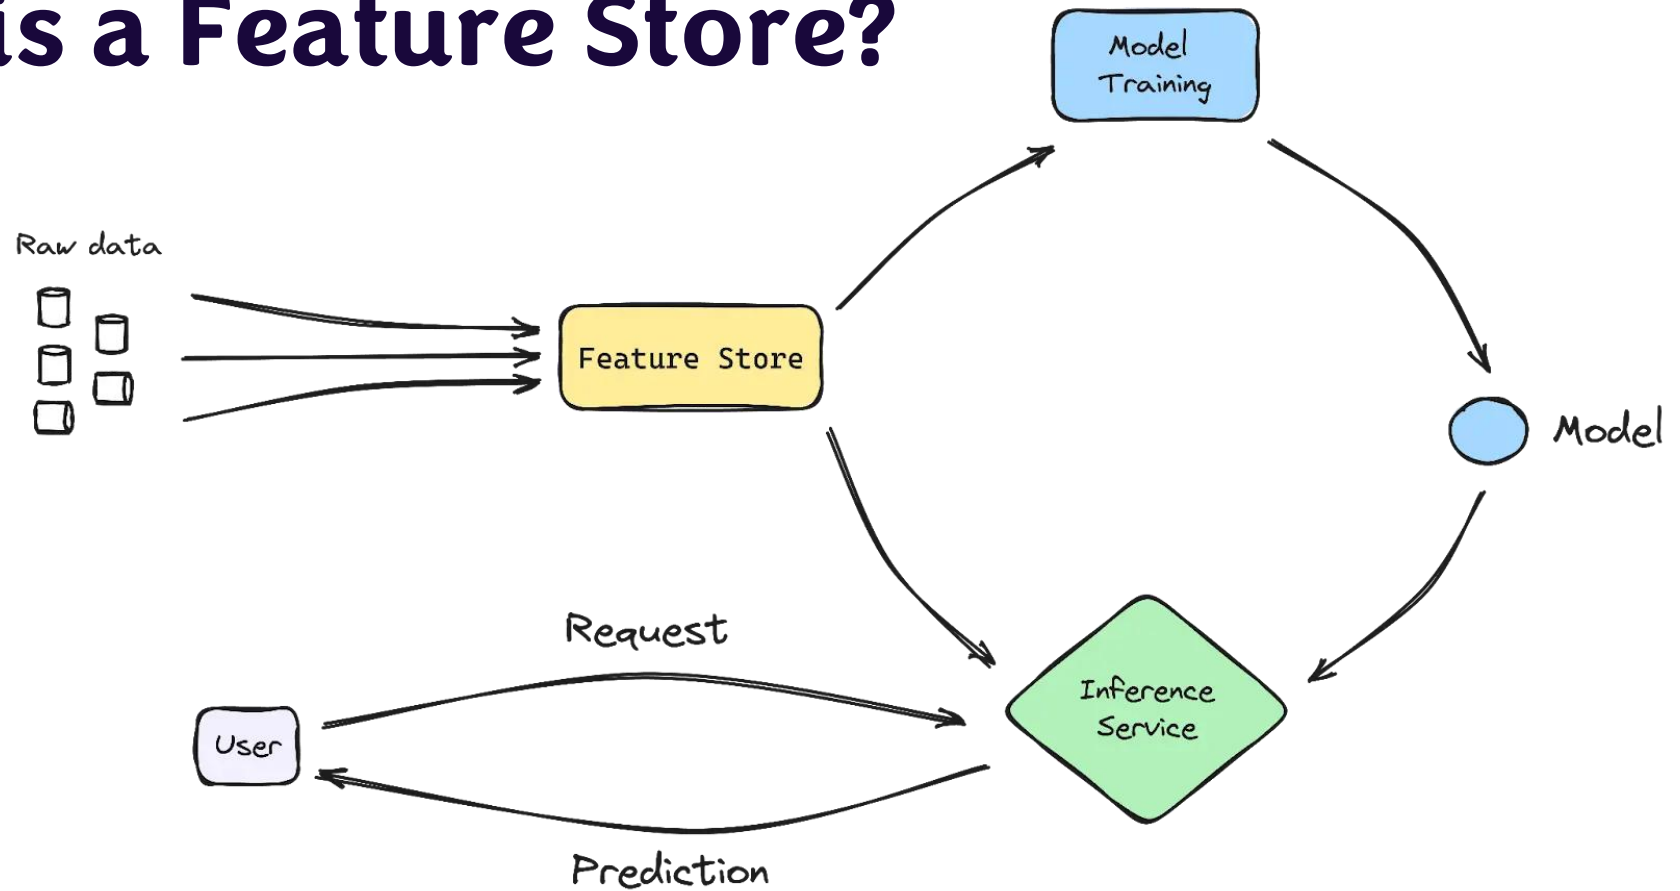 is a Feature Store?
Model
Training
Raw data
Feature Store
Model
Request
Inference
Service
User
Prediction